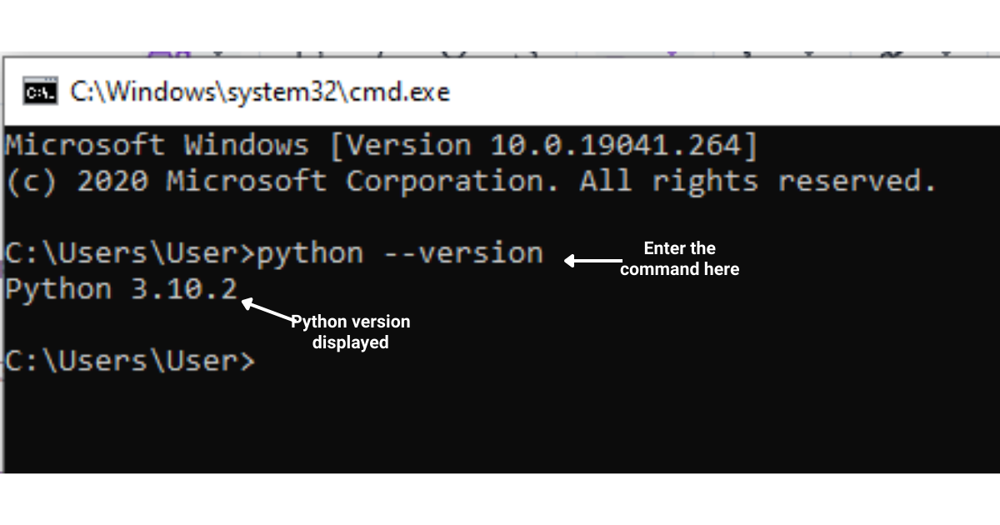 C:\Windows\system32\cmd.exe
Microsoft Windows [Version 10.0.19041.264]
(c) 2020 Microsoft Corporation. All rights reserved.
C:\Users\User>python --version
Enter the
command here
Python 3.10.2
Python version
displayed
C:\Users\User>